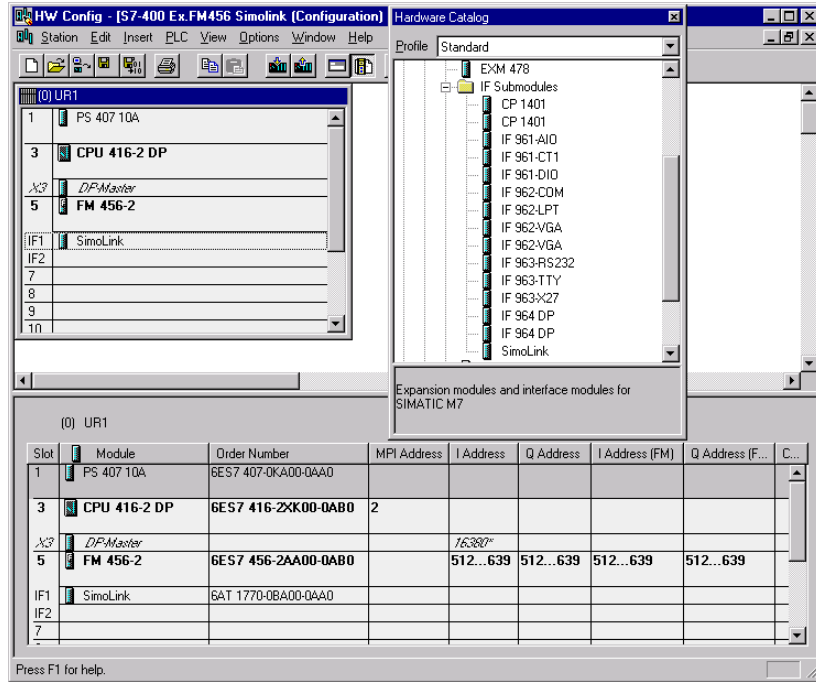 HW Config - [S7-400 Ex.FM456 Simolink (Configuration)
Station Edit Insert PLC View Options Window Help
(0) UR1
1 PS 407 10A
3 CPU 416-2 DP
X3 DP-Master
5 FM 456-2
IF1 SimoLink
IF2
7
8
9
10
Hardware Catalog
Profile Standard
EXM 478
IF Submodules
CP 1401
CP 1401
IF 961-AIO
IF 961-CT1
IF 961-DIO
IF 962-COM
IF 962-LPT
IF 962-VGA
IF 962-VGA
IF 963-RS232
IF 963-TTY
IF 963-X27
IF 964 DP
IF 964 DP
SimoLink
Expansion modules and interface modules for
SIMATIC M7
(0) UR1
Slot Module Order Number MPI Address I Address Q Address I Address (FM) Q Address (F... C...
1 PS 407 10A 6ES7 407-0KA00-0AA0
3 CPU 416-2 DP 6ES7 416-2XK00-0AB0 2
X3 DP-Master 16380*
5 FM 456-2 6ES7 456-2AA00-0AB0 512...639 512...639 512...639 512...639
IF1 SimoLink 6AT 1770-0BA00-0AA0
IF2
7
Press F1 for help.